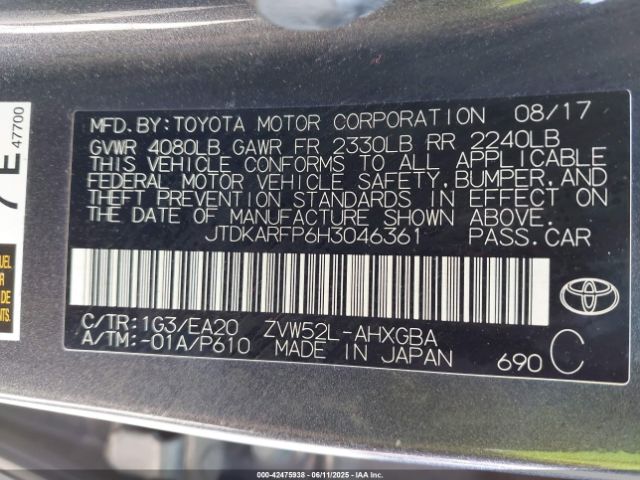 MFD.BY:TOYOTA MOTOR CORPORATION 08/17
GVWR 4080LB GAWR FR 2330LB RR 2240LB
THIS VEHICLE CONFORMS TO ALL APPLICABLE
FEDERAL MOTOR VEHICLE SAFETY,BUMPER,AND
THEFT PREVENTION STANDARDS IN EFFECT ON
THE DATE OF MANUFACTURE SHOWN ABOVE.
JTDKARFP6H3046361 PASS.CAR
C/TR:1G3/EA20 ZVW52L-AHXGBA
A/TM:-01A/P610 MADE IN JAPAN
690 C
7E
47700
DE
© - 42475938 - 06/11/2025 - IAA Inc.